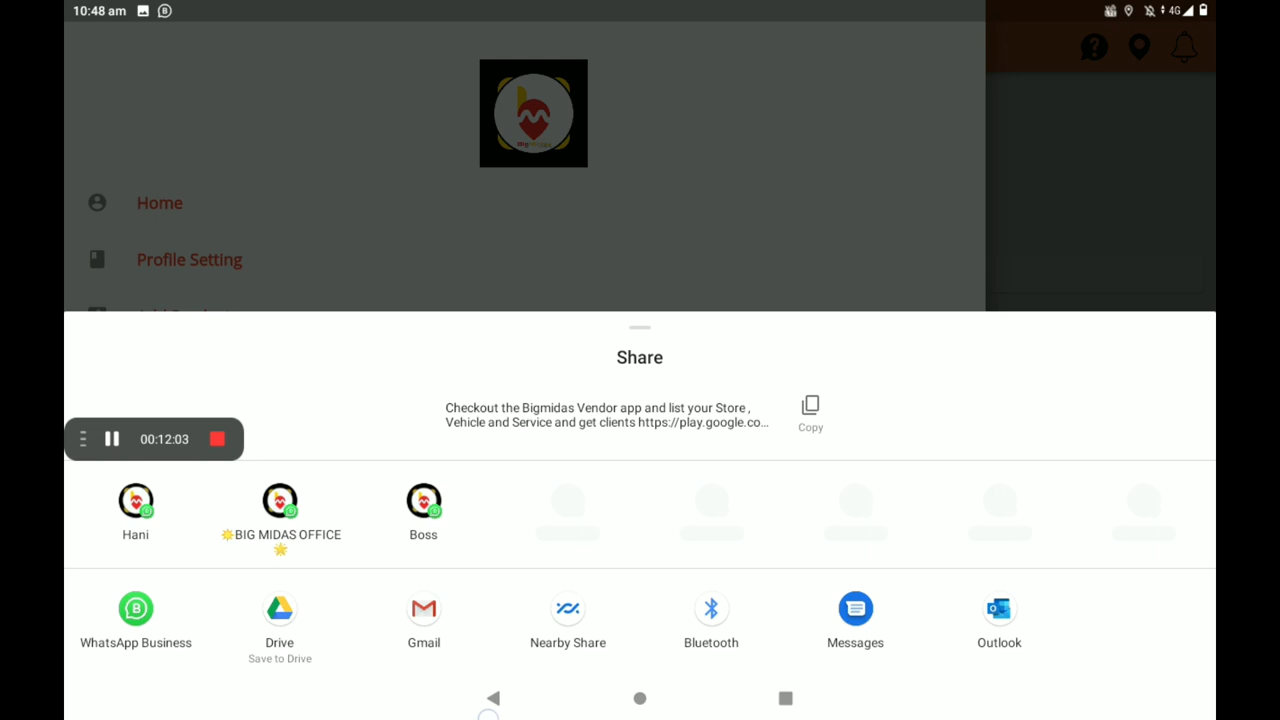 10:48 am
4G
Home
Profile Setting
Share
Checkout the Bigmidas Vendor app and list your Store ,
Vehicle and Service and get clients https://play.google.co...
Copy
00:12:03
Hani
🌟BIG MIDAS OFFICE
🌟
Boss
WhatsApp Business
Drive
Gmail
Nearby Share
Bluetooth
Messages
Outlook
Save to Drive